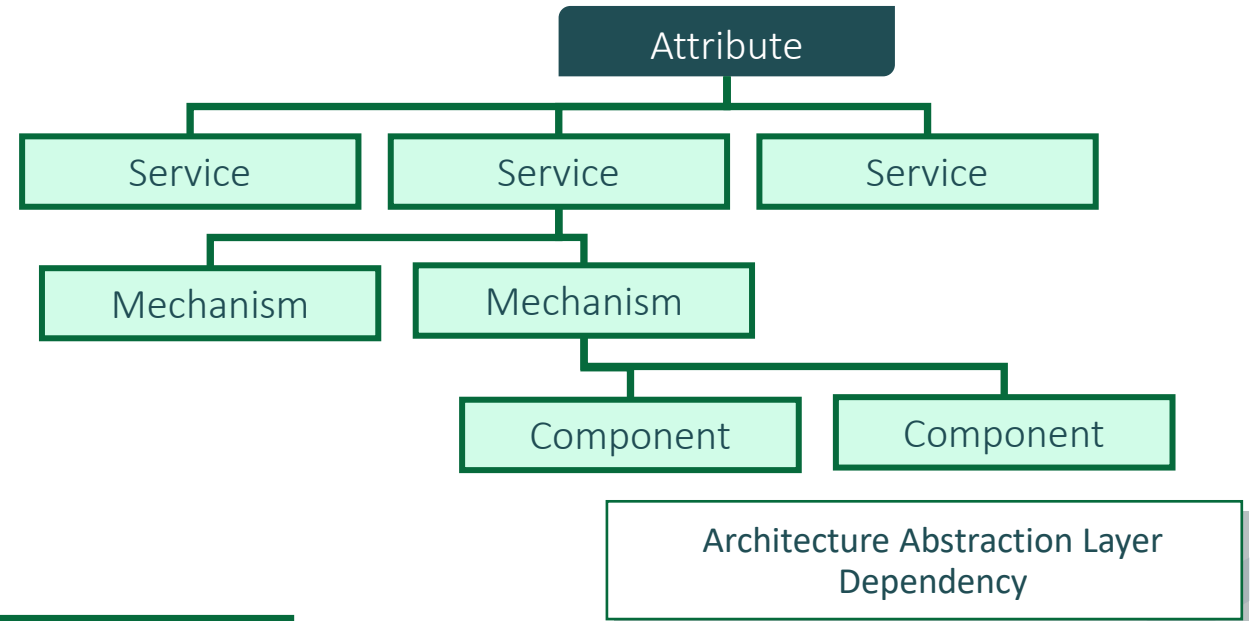 Attribute
Service
Service
Service
Mechanism
Mechanism
Component
Component
Architecture Abstraction Layer
Dependency